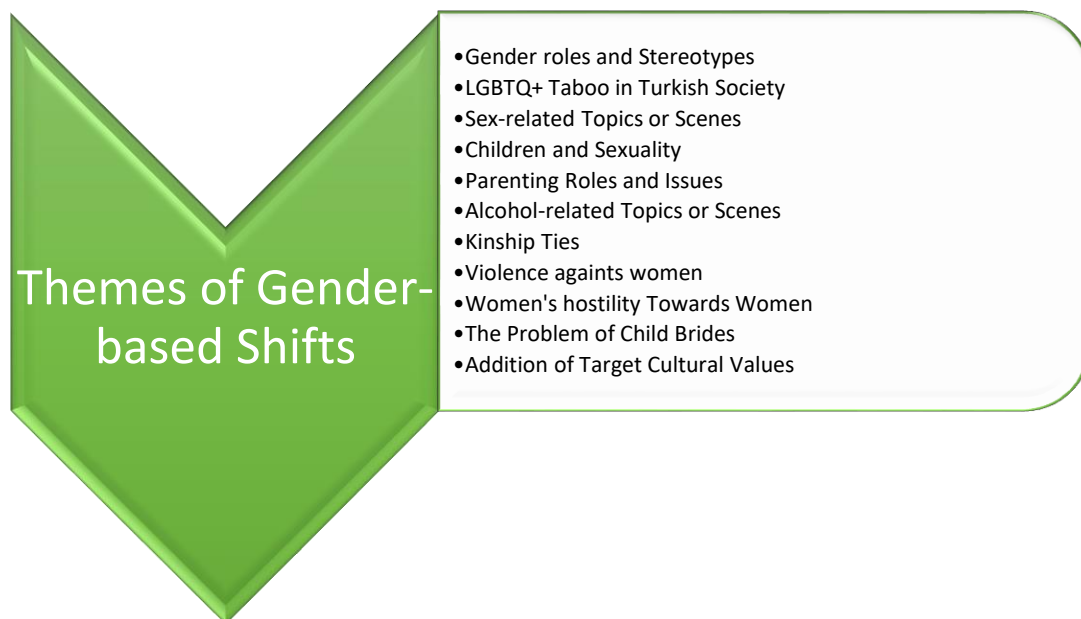 Themes of Gender-
based Shifts
•Gender roles and Stereotypes
•LGBTQ+ Taboo in Turkish Society
•Sex-related Topics or Scenes
•Children and Sexuality
•Parenting Roles and Issues
•Alcohol-related Topics or Scenes
•Kinship Ties
•Violence againts women
•Women's hostility Towards Women
•The Problem of Child Brides
•Addition of Target Cultural Values